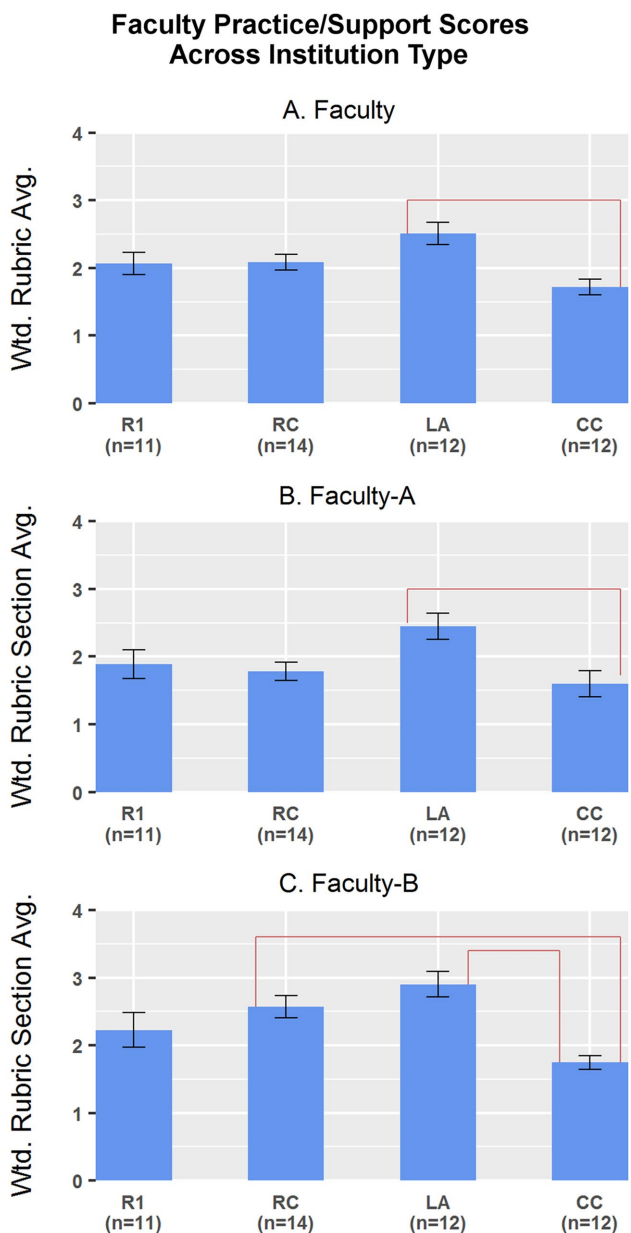 Faculty Practice/Support Scores
Across Institution Type
A. Faculty
Wtd. Rubric Avg.
4
3
2
1
0
R1 RC LA CC
(n=11) (n=14) (n=12) (n=12)
B. Faculty-A
Wtd. Rubric Section Avg.
4
3
2
1
0
R1 RC LA CC
(n=11) (n=14) (n=12) (n=12)
C. Faculty-B
Wtd. Rubric Section Avg.
4
3
2
1
0
R1 RC LA CC
(n=11) (n=14) (n=12) (n=12)